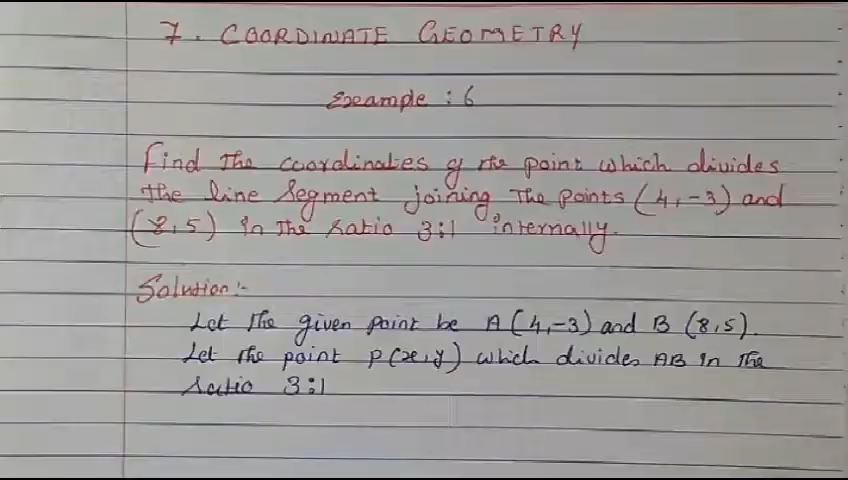 7. COORDINATE GEOMETRY
Example : 6
Find the coordinates of the point which divides
the line segment joining the points (4,-3) and
(8,5) in the ratio 3:1 internally.
Solution:-
Let the given point be A (4,-3) and B (8,5).
Let the point P(x,y) which divides AB in the
ratio 3:1